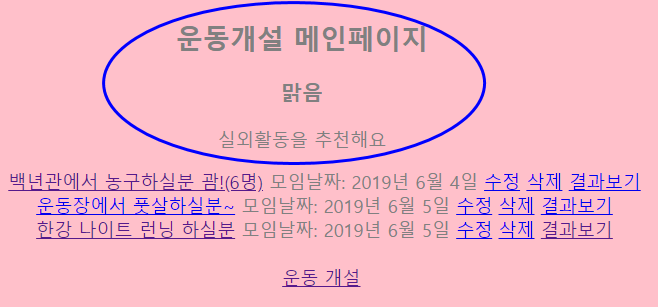 운동개설 메인페이지
맑음
실외활동을 추천해요
백년관에서 농구하실분 괌!(6명) 모임날짜: 2019년 6월 4일 수정 삭제 결과보기
운동장에서 풋살하실분~ 모임날짜: 2019년 6월 5일 수정 삭제 결과보기
한강 나이트 런닝 하실분 모임날짜: 2019년 6월 5일 수정 삭제 결과보기
운동 개설